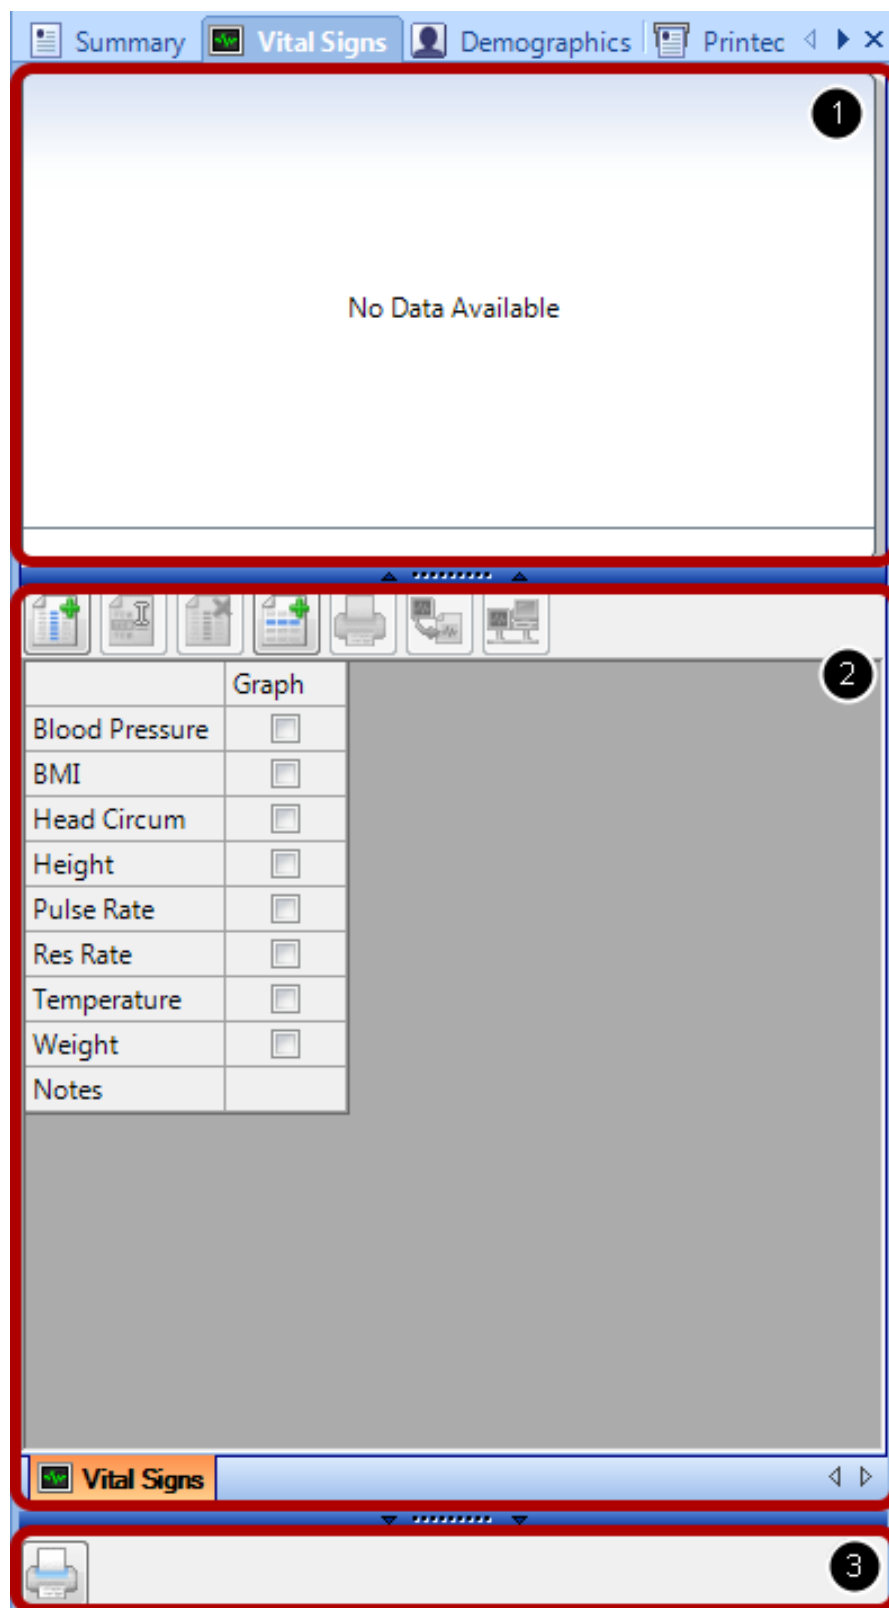 Summary Vital Signs Demographics Printec
1
No Data Available
2
Graph
Blood Pressure
BMI
Head Circum
Height
Pulse Rate
Res Rate
Temperature
Weight
Notes
Vital Signs
3